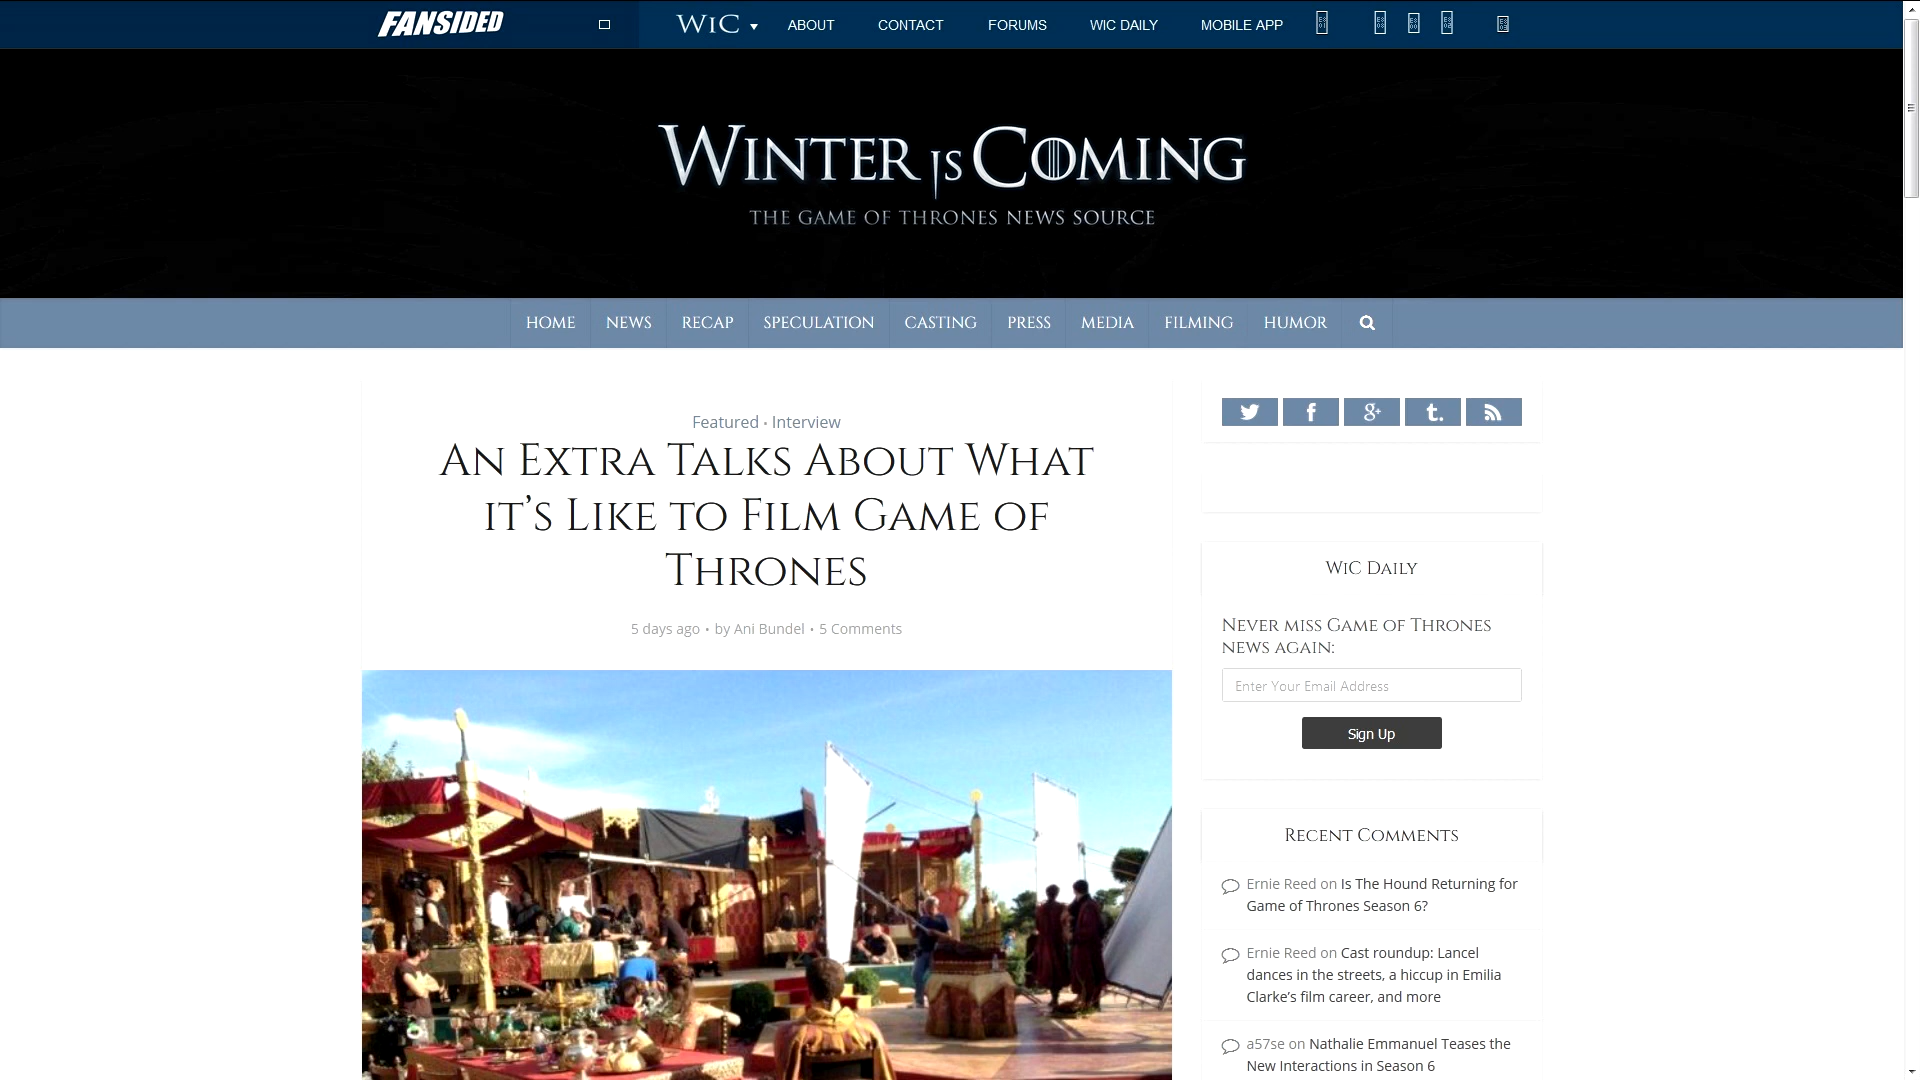 FANSIDED
WIC
ABOUT
CONTACT
FORUMS
WIC DAILY
MOBILE APP
WINTER IS COMING
THE GAME OF THRONES NEWS SOURCE
HOME
NEWS
RECAP
SPECULATION
CASTING
PRESS
MEDIA
FILMING
HUMOR
Featured • Interview
AN EXTRA TALKS ABOUT WHAT
IT’S LIKE TO FILM GAME OF
THRONES
5 days ago • by Ani Bundel • 5 Comments
WIC DAILY
NEVER MISS GAME OF THRONES
NEWS AGAIN:
Enter Your Email Address
Sign Up
RECENT COMMENTS
Ernie Reed on Is The Hound Returning for
Game of Thrones Season 6?
Ernie Reed on Cast roundup: Lancel
dances in the streets, a hiccup in Emilia
Clarke’s film career, and more
a57se on Nathalie Emmanuel Teases the
New Interactions in Season 6